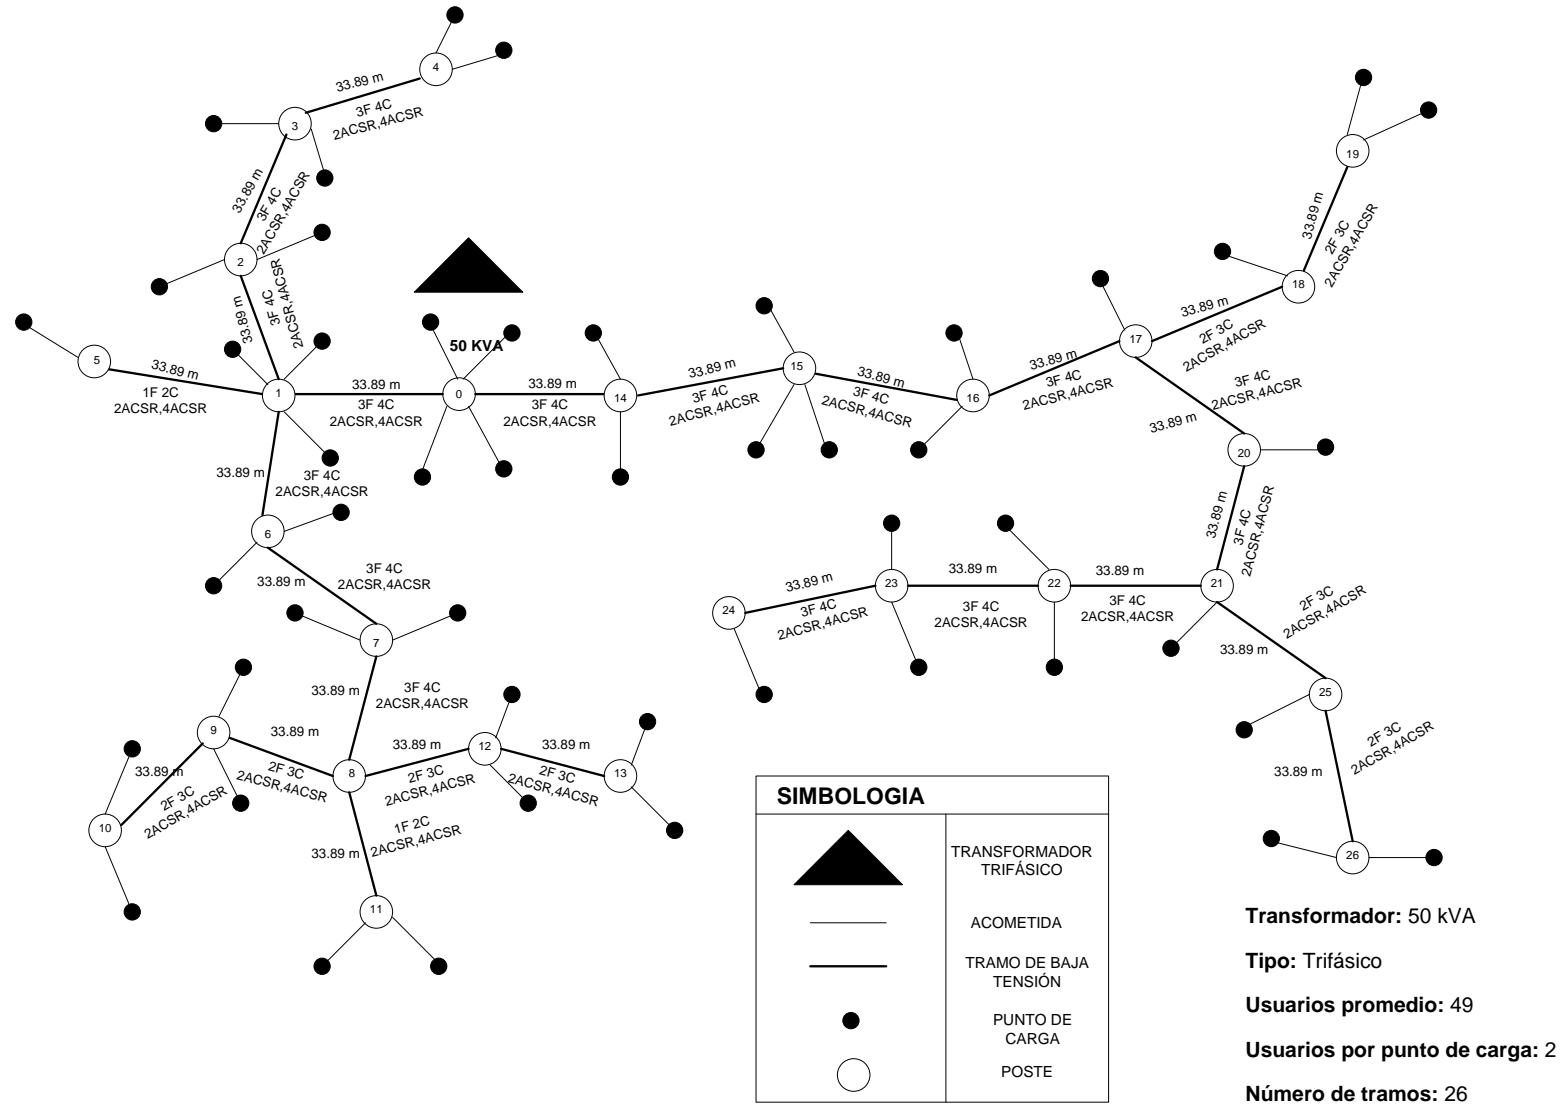 4
33.89 m
3F 4C
2ACSR,4ACSR
3
33.89 m
3F 4C
2ACSR,4ACSR
2
33.89 m
3F 4C
2ACSR,4ACSR
5
33.89 m
1F 2C
2ACSR,4ACSR
1
33.89 m
3F 4C
2ACSR,4ACSR
50 KVA
0
33.89 m
3F 4C
2ACSR,4ACSR
14
33.89 m
3F 4C
2ACSR,4ACSR
15
33.89 m
3F 4C
2ACSR,4ACSR
16
33.89 m
3F 4C
2ACSR,4ACSR
17
33.89 m
2F 3C
2ACSR,4ACSR
18
33.89 m
2F 3C
2ACSR,4ACSR
19
3F 4C
2ACSR,4ACSR
33.89 m
20
33.89 m
3F 4C
2ACSR,4ACSR
21
33.89 m
3F 4C
2ACSR,4ACSR
22
33.89 m
3F 4C
2ACSR,4ACSR
23
33.89 m
3F 4C
2ACSR,4ACSR
24
2F 3C
2ACSR,4ACSR
33.89 m
25
2F 3C
2ACSR,4ACSR
33.89 m
26
33.89 m
3F 4C
2ACSR,4ACSR
6
3F 4C
2ACSR,4ACSR
33.89 m
7
33.89 m
3F 4C
2ACSR,4ACSR
8
33.89 m
2F 3C
2ACSR,4ACSR
9
33.89 m
2F 3C
2ACSR,4ACSR
10
33.89 m
2F 3C
2ACSR,4ACSR
12
33.89 m
2F 3C
2ACSR,4ACSR
13
1F 2C
2ACSR,4ACSR
33.89 m
11
SIMBOLOGIA
TRANSFORMADOR
TRIFÁSICO
ACOMETIDA
TRAMO DE BAJA
TENSIÓN
PUNTO DE
CARGA
POSTE
Transformador: 50 kVA
Tipo: Trifásico
Usuarios promedio: 49
Usuarios por punto de carga: 2
Número de tramos: 26